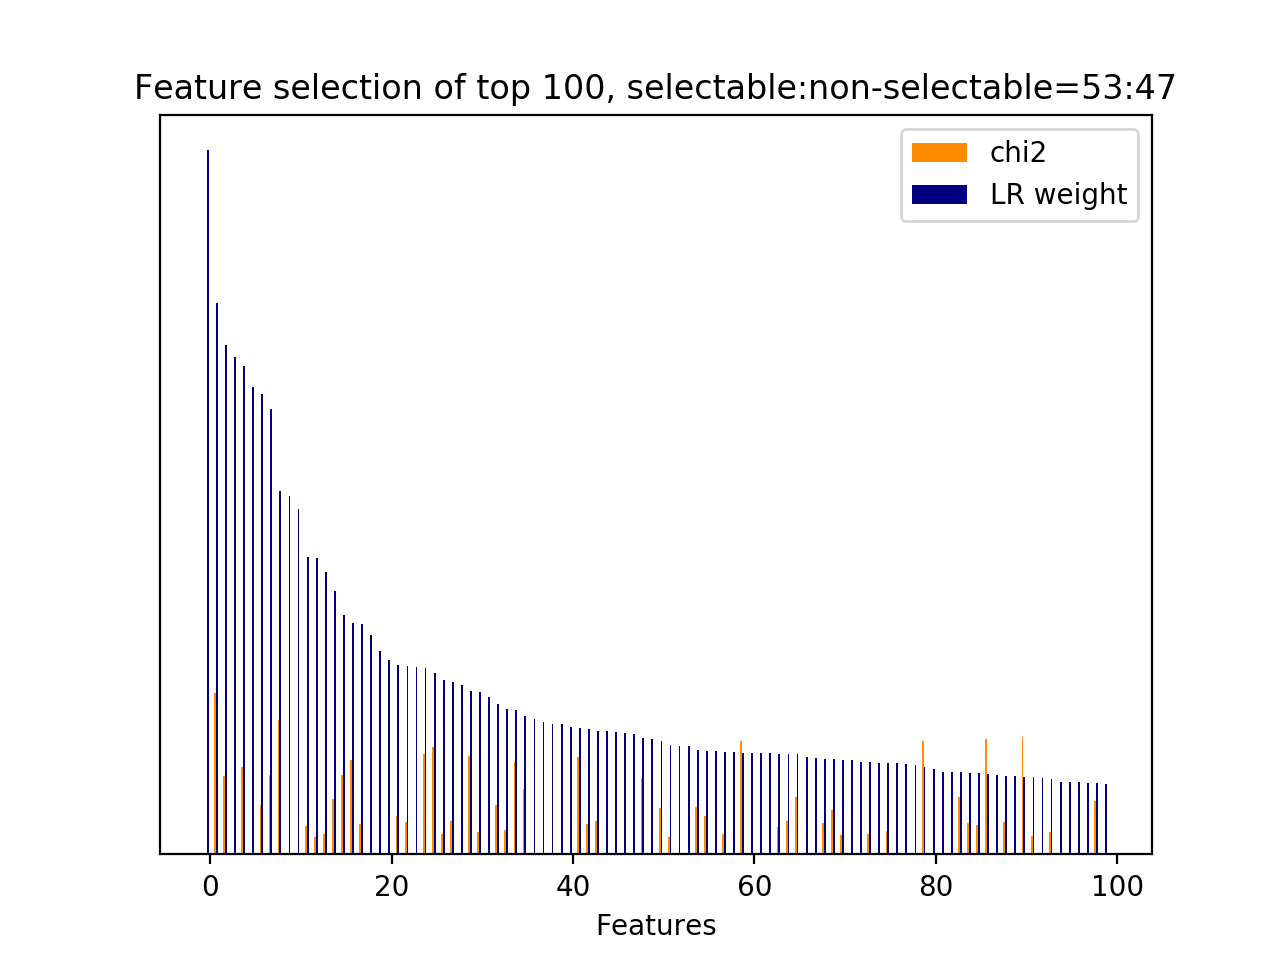 Feature selection of top 100, selectable:non-selectable=53:47
chi2
LR weight
0 20 40 60 80 100
Features